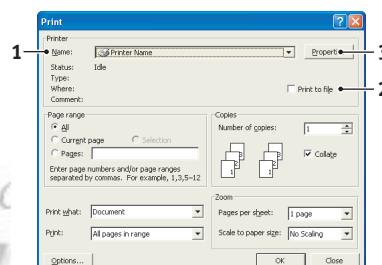 Print
Printer
1 Name: Printer Name Properti 3
Status: Idle
Type:
Where: Print to file 2
Comment:
Page range
All
Current page Selection
Pages:
Enter page numbers and/or page ranges
separated by commas. For example, 1,3,5-12
Copies
Number of copies: 1
Collate
Print what: Document
Print: All pages in range
Zoom
Pages per sheet: 1 page
Scale to paper size: No Scaling
Options... OK Close